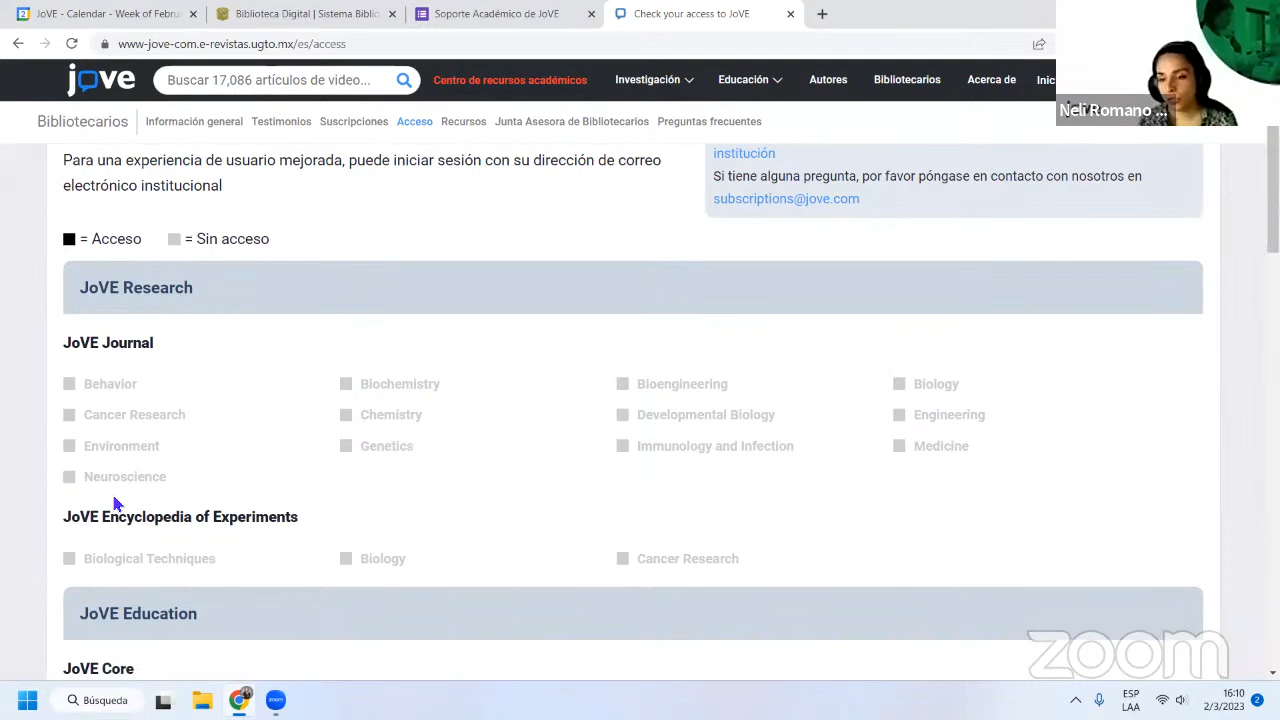 JoVE - Calendar - Week of Febru
Biblioteca Digital | Sistema Biblio
Soporte Académico de JoVE
Check your access to JoVE
www-jove-com.e-revistas.ugto.mx/es/access
jove
Buscar 17,086 artículos de video...
Centro de recursos académicos
Investigación
Educación
Autores
Bibliotecarios
Acerca de
Inic
Neli Romano ...
Bibliotecarios
Información general
Testimonios
Suscripciones
Acceso
Recursos
Junta Asesora de Bibliotecarios
Preguntas frecuentes
Para una experiencia de usuario mejorada, puede iniciar sesión con su dirección de correo
electrónico institucional
institución
Si tiene alguna pregunta, por favor póngase en contacto con nosotros en
subscriptions@jove.com
= Acceso
= Sin acceso
JoVE Research
JoVE Journal
Behavior
Biochemistry
Bioengineering
Biology
Cancer Research
Chemistry
Developmental Biology
Engineering
Environment
Genetics
Immunology and Infection
Medicine
Neuroscience
JoVE Encyclopedia of Experiments
Biological Techniques
Biology
Cancer Research
JoVE Education
JoVE Core
zoom
Búsqueda
zoom
ESP
LAA
16:10
2/3/2023
2